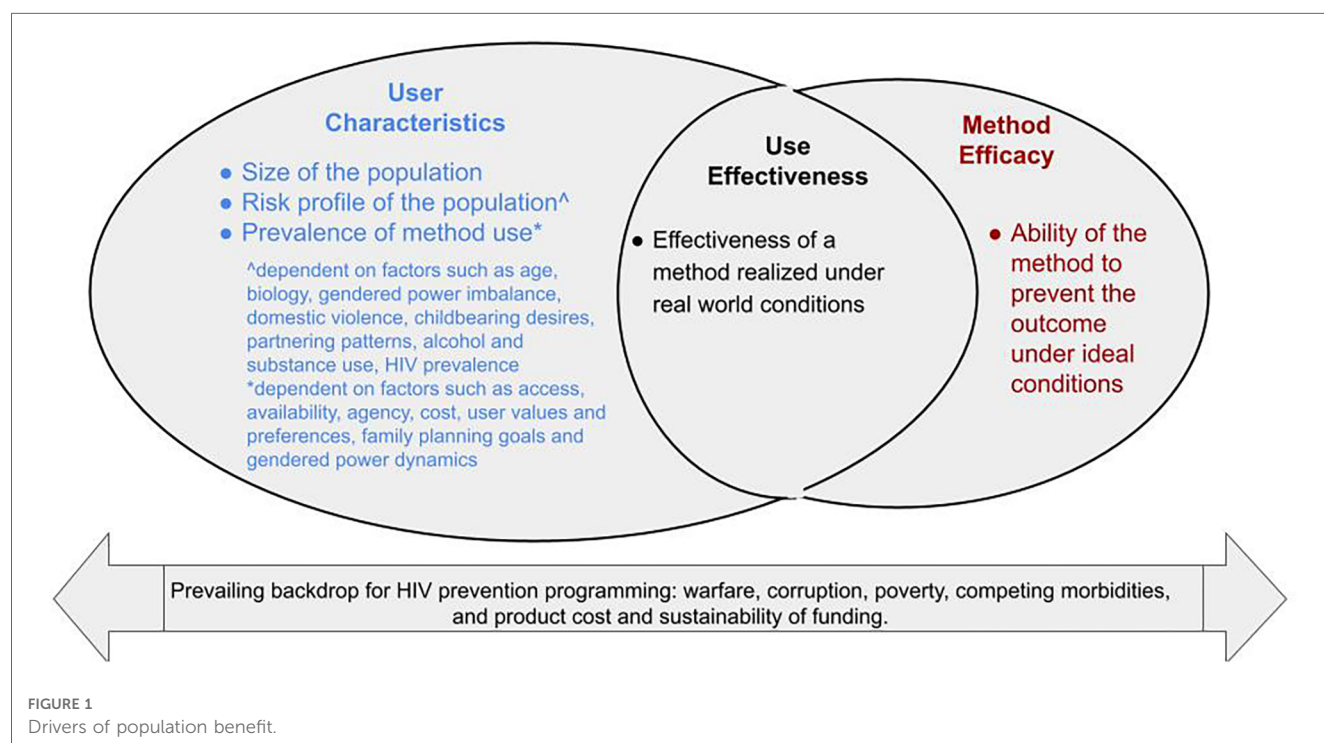 User
Characteristics
● Size of the population
● Risk profile of the population^
● Prevalence of method use*
^dependent on factors such as age,
biology, gendered power imbalance,
domestic violence, childbearing desires,
partnering patterns, alcohol and
substance use, HIV prevalence
*dependent on factors such as access,
availability, agency, cost, user values and
preferences, family planning goals and
gendered power dynamics
Use
Effectiveness
● Effectiveness of a
method realized under
real world conditions
Method
Efficacy
● Ability of the
method to
prevent the
outcome
under ideal
conditions
Prevailing backdrop for HIV prevention programming: warfare, corruption, poverty, competing morbidities,
and product cost and sustainability of funding.
FIGURE 1
Drivers of population benefit.